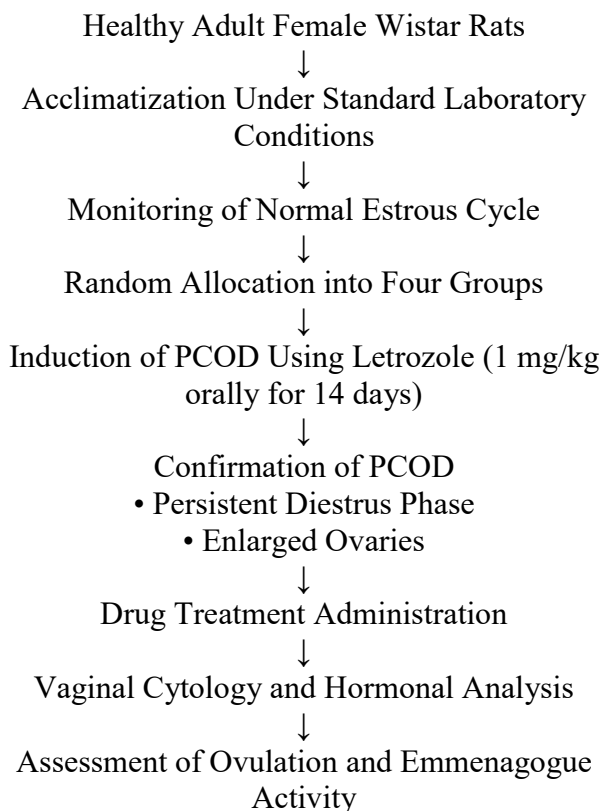 Healthy Adult Female Wistar Rats
↓
Acclimatization Under Standard Laboratory
Conditions
↓
Monitoring of Normal Estrous Cycle
↓
Random Allocation into Four Groups
↓
Induction of PCOD Using Letrozole (1 mg/kg
orally for 14 days)
↓
Confirmation of PCOD
• Persistent Diestrus Phase
• Enlarged Ovaries
↓
Drug Treatment Administration
↓
Vaginal Cytology and Hormonal Analysis
↓
Assessment of Ovulation and Emmenagogue
Activity